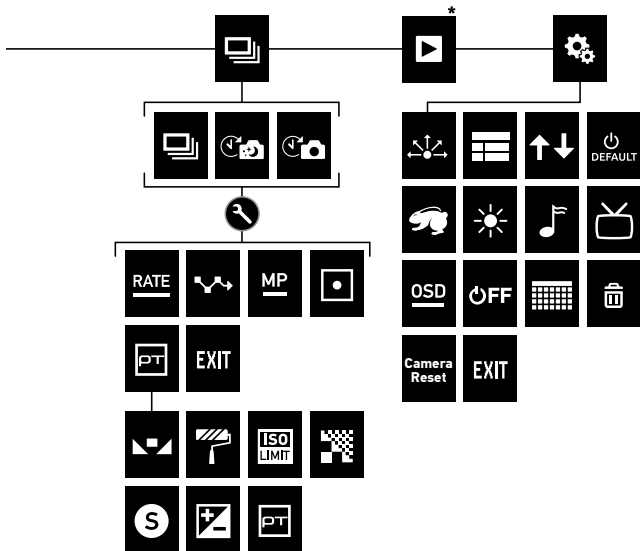 *
DEFAULT
RATE
MP
OSD
OFF
PT
EXIT
Camera
Reset
EXIT
ISO
LIMIT
S
PT